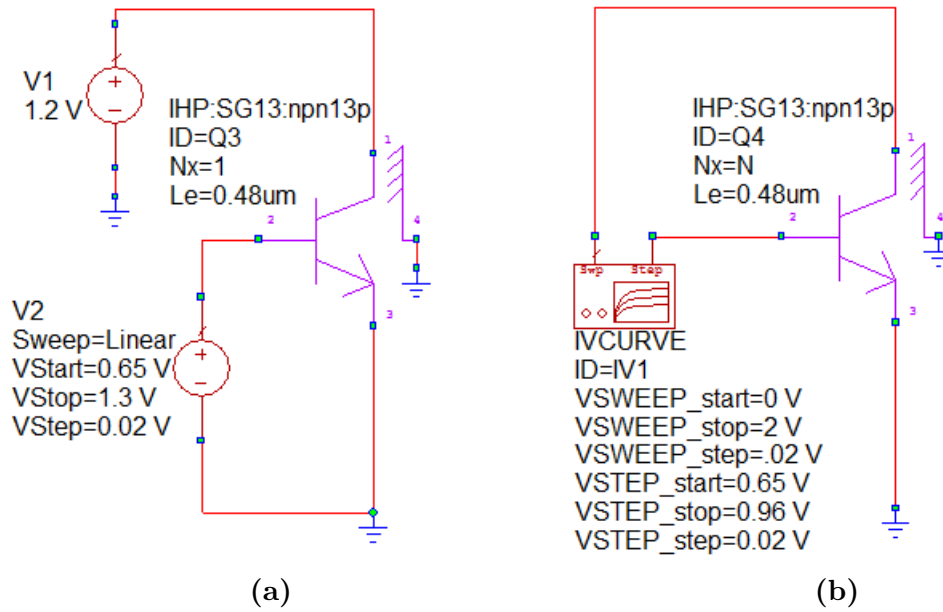 V1
1.2 V
IHP:SG13:npn13p
ID=Q3
Nx=1
Le=0.48um
1
2
3
4
V2
Sweep=Linear
VStart=0.65 V
VStop=1.3 V
VStep=0.02 V
(a)
IHP:SG13:npn13p
ID=Q4
Nx=N
Le=0.48um
1
2
3
4
Swp Step
IVCURVE
ID=IV1
VSWEEP_start=0 V
VSWEEP_stop=2 V
VSWEEP_step=.02 V
VSTEP_start=0.65 V
VSTEP_stop=0.96 V
VSTEP_step=0.02 V
(b)